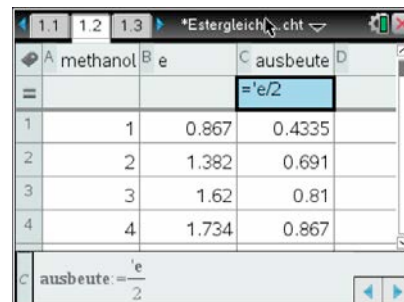 1.1 1.2 1.3 *Estergleich...cht
A methanol B e C ausbeute D
= ='e/2
1 1 0.867 0.4335
2 2 1.382 0.691
3 3 1.62 0.81
4 4 1.734 0.867
C ausbeute:='e/2